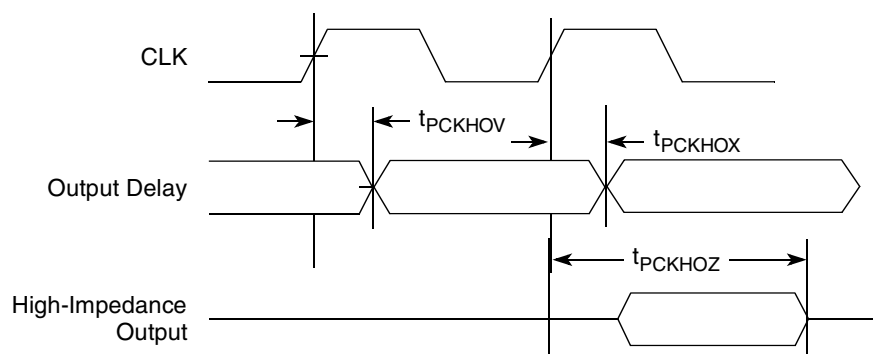 CLK
tPCKHOV
tPCKHOX
Output Delay
tPCKHOZ
High-Impedance
Output